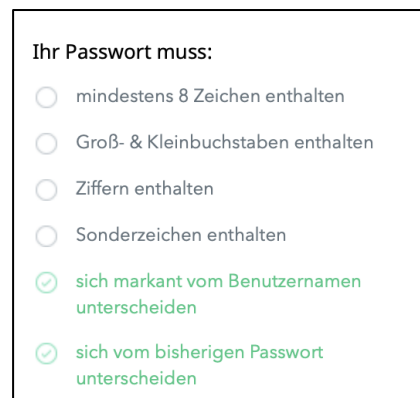 Ihr Passwort muss:
mindestens 8 Zeichen enthalten
Groß- & Kleinbuchstaben enthalten
Ziffern enthalten
Sonderzeichen enthalten
sich markant vom Benutzernamen
unterscheiden
sich vom bisherigen Passwort
unterscheiden